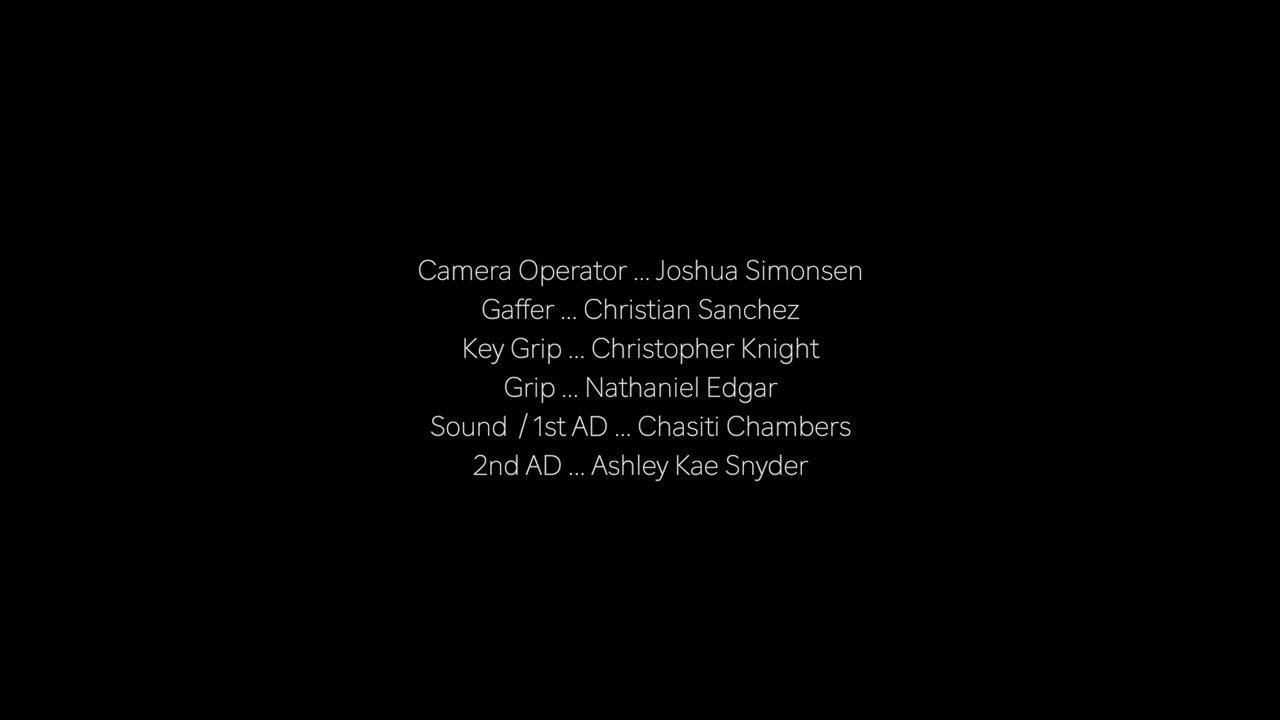 Camera Operator ... Joshua Simonsen
Gaffer ... Christian Sanchez
Key Grip ... Christopher Knight
Grip ... Nathaniel Edgar
Sound / 1st AD ... Chasiti Chambers
2nd AD ... Ashley Kae Snyder